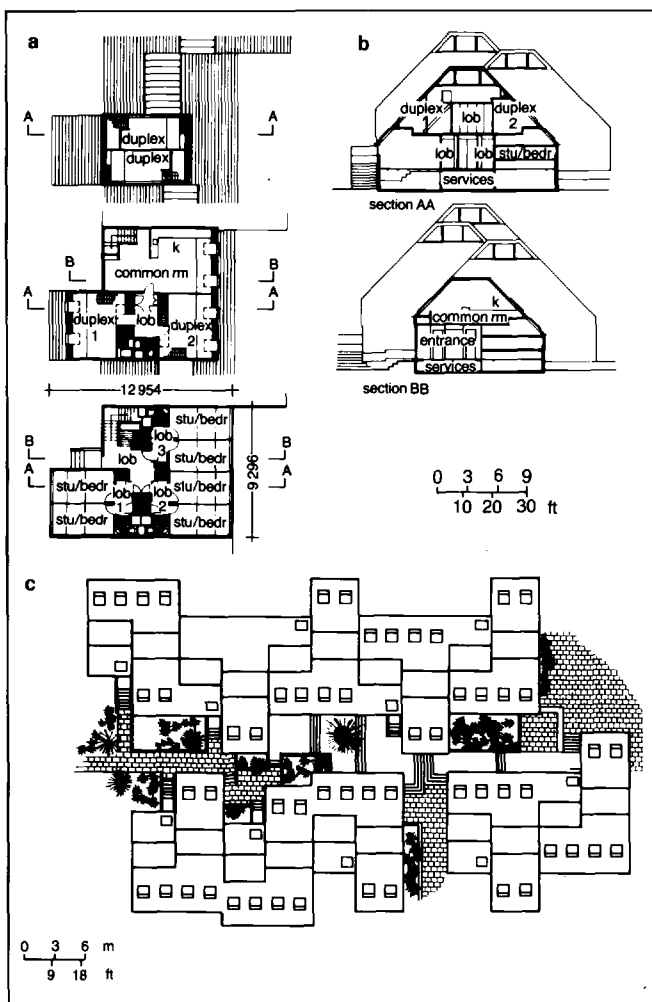 a
A A
duplex
duplex
k
B common rm B
A A
duplex 1 lob duplex 2
12 954
stu/bedr
lob 3
B lob stu/bedr B
A A
stu/bedr lob 1 lob 2 stu/bedr
stu/bedr stu/bedr
9 296
b
duplex 1 lob duplex 2
lob lob stu/bedr
services
section AA
k
common rm
entrance
services
section BB
0 3 6 9
10 20 30 ft
c
0 3 6 m
9 18 ft